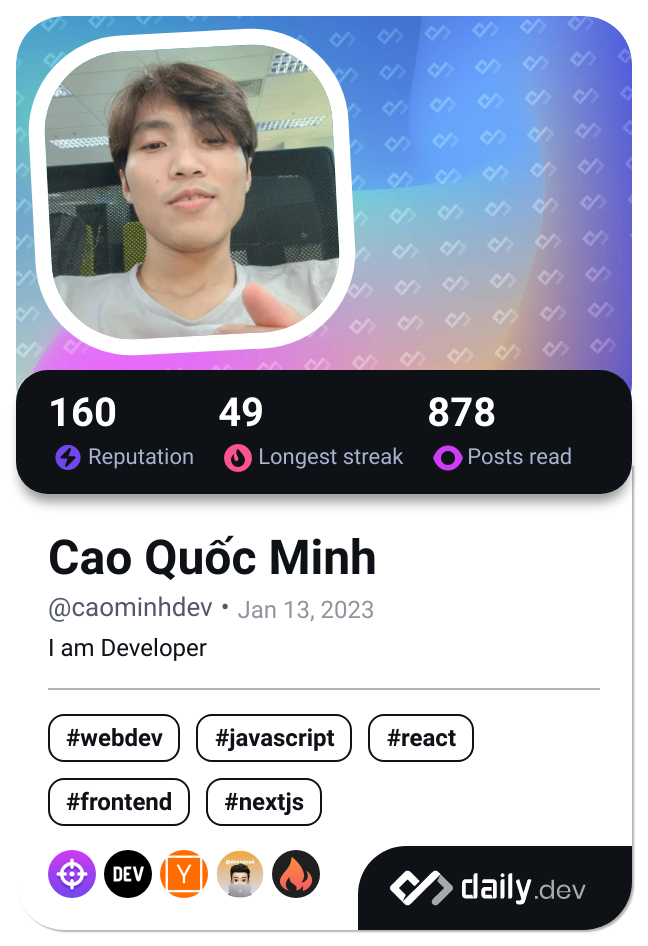 160 49 878
Reputation Longest streak Posts read
Cao Quốc Minh
@caominhdev • Jan 13, 2023
I am Developer
#webdev #javascript #react
#frontend #nextjs
DEV Y
daily.dev